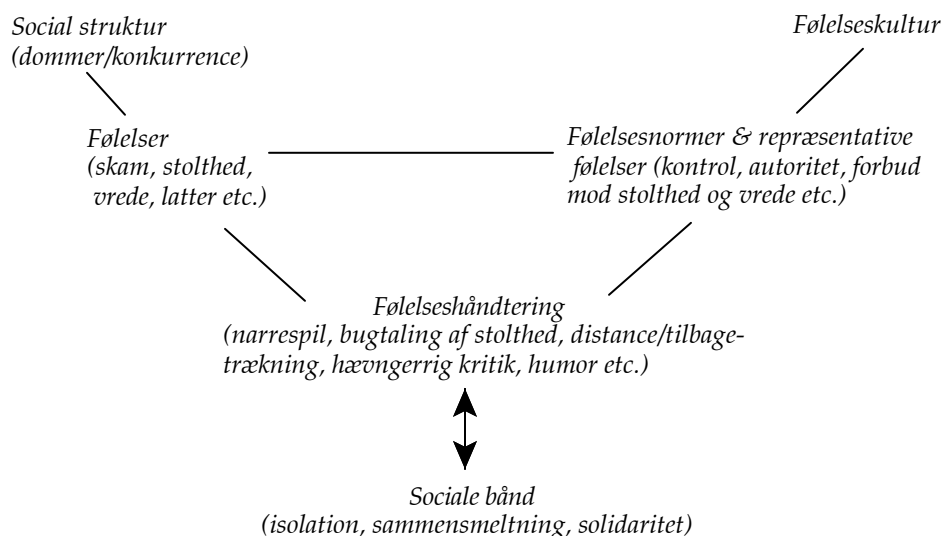 Social struktur
(dommer/konkurrence)
Følelseskultur
Følelser
(skam, stolthed,
vrede, latter etc.)
Følelsesnormer & repræsentative
følelser (kontrol, autoritet, forbud
mod stolthed og vrede etc.)
Følelseshåndtering
(narrespil, bugtaling af stolthed, distance/tilbage-
trækning, hævngerrig kritik, humor etc.)
Sociale bånd
(isolation, sammensmeltning, solidaritet)